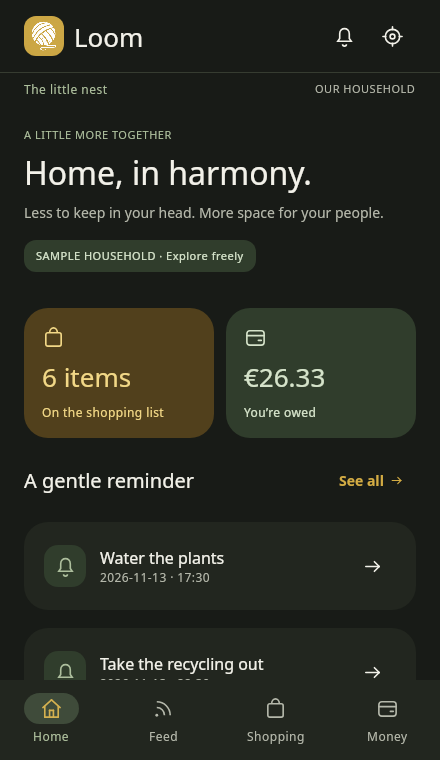 Loom
The little nest
OUR HOUSEHOLD
A LITTLE MORE TOGETHER
Home, in harmony.
Less to keep in your head. More space for your people.
SAMPLE HOUSEHOLD · Explore freely
6 items
On the shopping list
€26.33
You’re owed
A gentle reminder
See all →
Water the plants
2026-11-13 · 17:30
Take the recycling out
Home
Feed
Shopping
Money